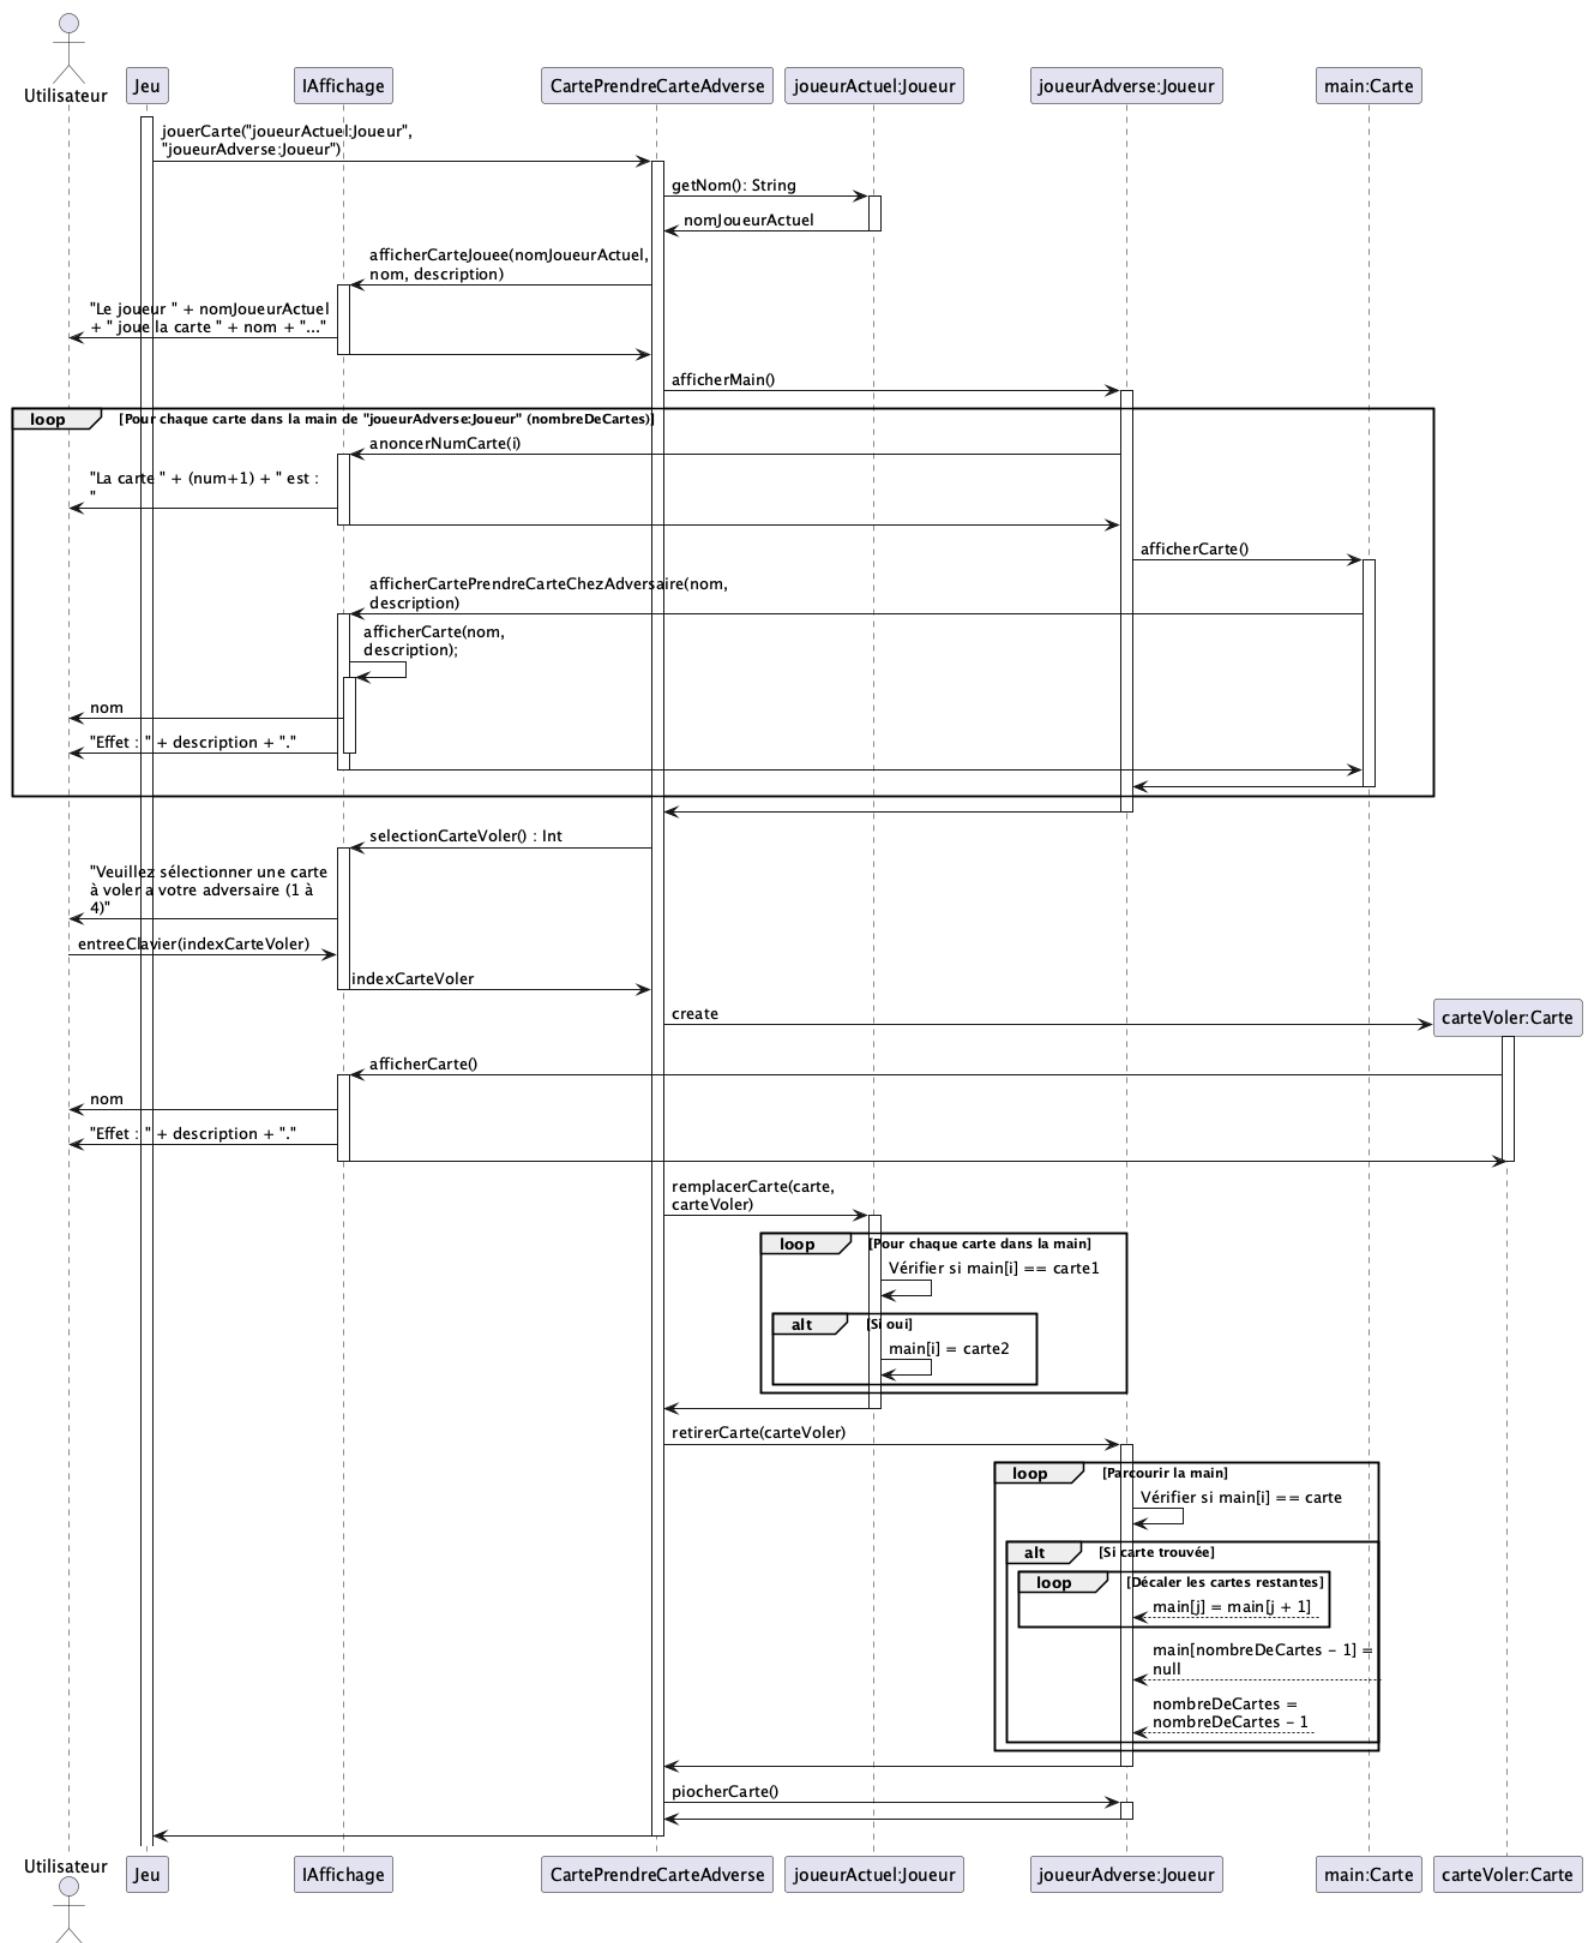 Utilisateur
Jeu
IAffichage
CartePrendreCarteAdverse
joueurActuel:Joueur
joueurAdverse:Joueur
main:Carte
jouerCarte("joueurActuel:Joueur",
"joueurAdverse:Joueur")
getNom(): String
nomJoueurActuel
afficherCarteJouee(nomJoueurActuel,
nom, description)
"Le joueur " + nomJoueurActuel
+ " joue la carte " + nom + "..."
afficherMain()
loop [Pour chaque carte dans la main de "joueurAdverse:Joueur" (nombreDeCartes)]
anoncerNumCarte(i)
"La carte " + (num+1) + " est :
"
afficherCarte()
afficherCartePrendreCarteChezAdversaire(nom,
description)
afficherCarte(nom,
description);
nom
"Effet : " + description + "."
selectionCarteVoler() : Int
"Veuillez sélectionner une carte
à voler a votre adversaire (1 à
4)"
entreeClavier(indexCarteVoler)
indexCarteVoler
create
carteVoler:Carte
afficherCarte()
nom
"Effet : " + description + "."
remplacerCarte(carte,
carteVoler)
loop [Pour chaque carte dans la main]
Vérifier si main[i] == carte1
alt [Si oui]
main[i] = carte2
retirerCarte(carteVoler)
loop [Parcourir la main]
Vérifier si main[i] == carte
alt [Si carte trouvée]
loop [Décaler les cartes restantes]
main[j] = main[j + 1]
main[nombreDeCartes - 1] =
null
nombreDeCartes =
nombreDeCartes - 1
piocherCarte()
Utilisateur
Jeu
IAffichage
CartePrendreCarteAdverse
joueurActuel:Joueur
joueurAdverse:Joueur
main:Carte
carteVoler:Carte